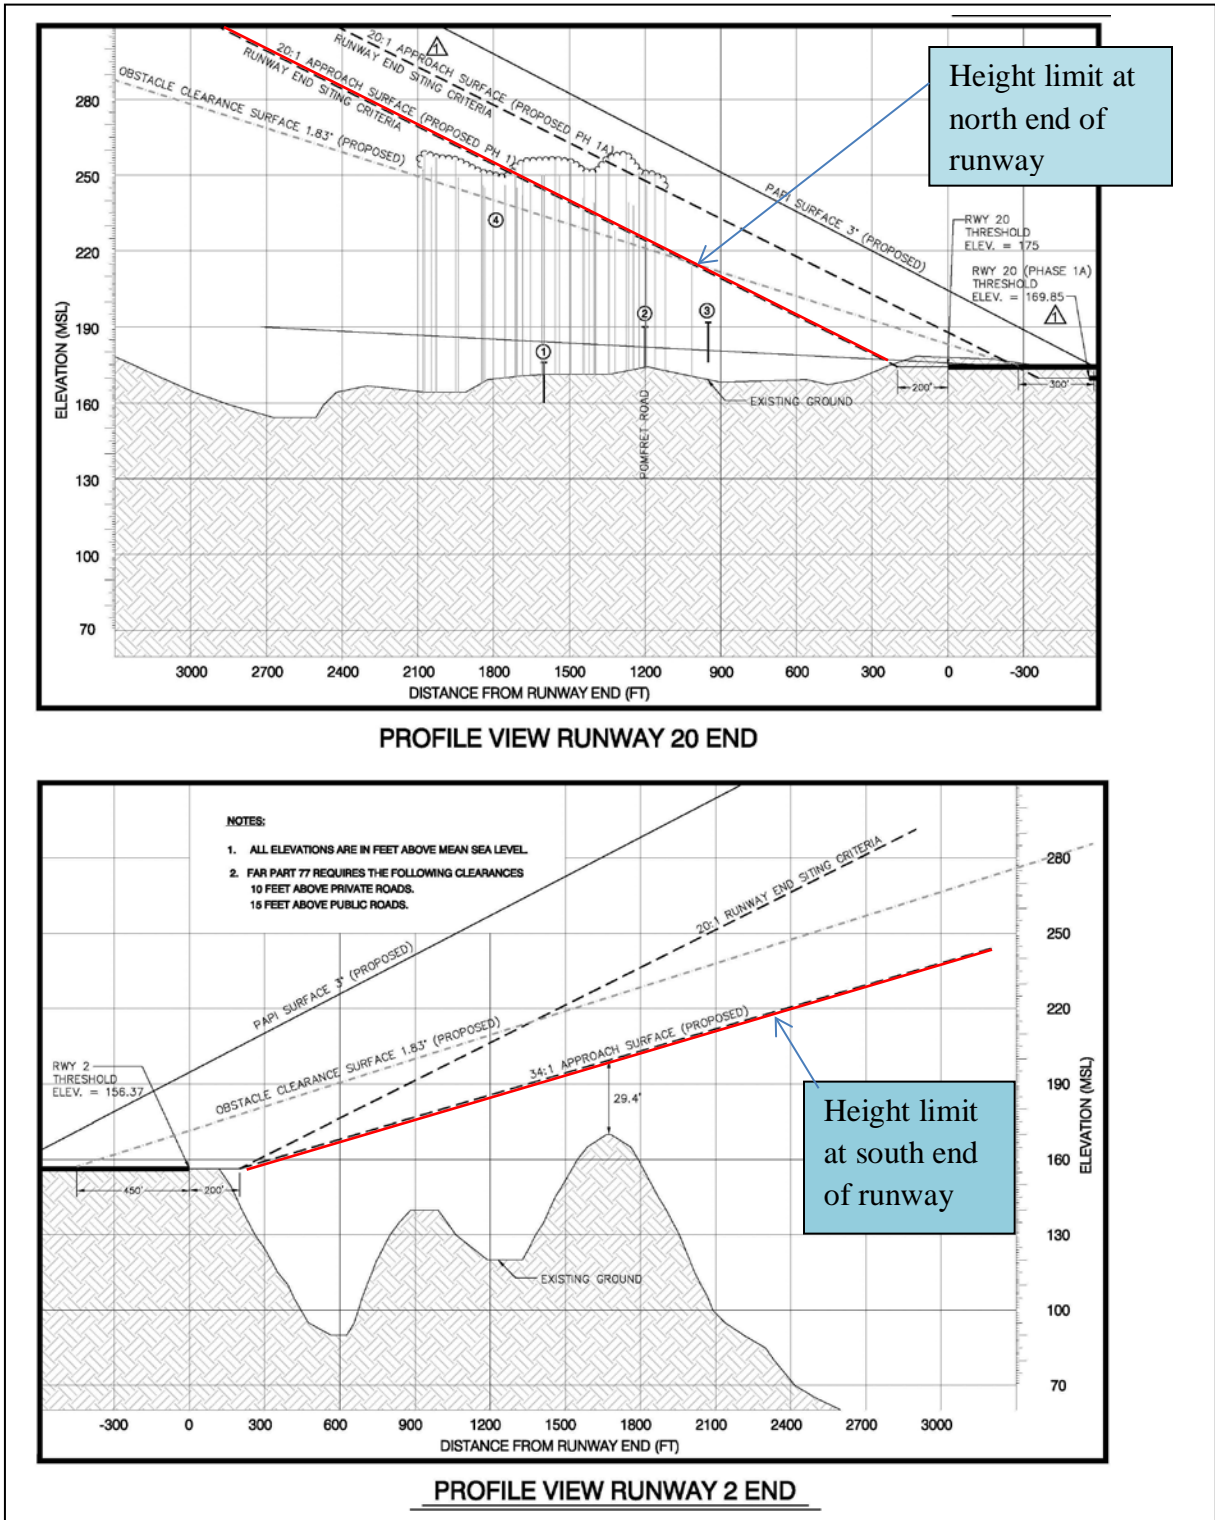 20:1 APPROACH SURFACE (PROPOSED PH 1A)
RUNWAY END SITING CRITERIA
1
20:1 APPROACH SURFACE (PROPOSED PH 1)
RUNWAY END SITING CRITERIA
OBSTACLE CLEARANCE SURFACE 1.83° (PROPOSED)
PAPI SURFACE 3° (PROPOSED)
Height limit at
north end of
runway
RWY 20
THRESHOLD
ELEV. = 175
RWY 20 (PHASE 1A)
THRESHOLD
ELEV. = 169.85
1
4
3
2
1
200'
300'
EXISTING GROUND
POMFRET ROAD
ELEVATION (MSL)
280
250
220
190
160
130
100
70
3000 2700 2400 2100 1800 1500 1200 900 600 300 0 -300
DISTANCE FROM RUNWAY END (FT)
PROFILE VIEW RUNWAY 20 END
NOTES:
1. ALL ELEVATIONS ARE IN FEET ABOVE MEAN SEA LEVEL.
2. FAR PART 77 REQUIRES THE FOLLOWING CLEARANCES
10 FEET ABOVE PRIVATE ROADS.
15 FEET ABOVE PUBLIC ROADS.
PAPI SURFACE 3° (PROPOSED)
20:1 RUNWAY END SITING CRITERIA
OBSTACLE CLEARANCE SURFACE 1.83° (PROPOSED)
34:1 APPROACH SURFACE (PROPOSED)
RWY 2
THRESHOLD
ELEV. = 156.37
29.4'
Height limit
at south end
of runway
450'
200'
EXISTING GROUND
280
250
220
190
160
130
100
70
ELEVATION (MSL)
-300 0 300 600 900 1200 1500 1800 2100 2400 2700 3000
DISTANCE FROM RUNWAY END (FT)
PROFILE VIEW RUNWAY 2 END